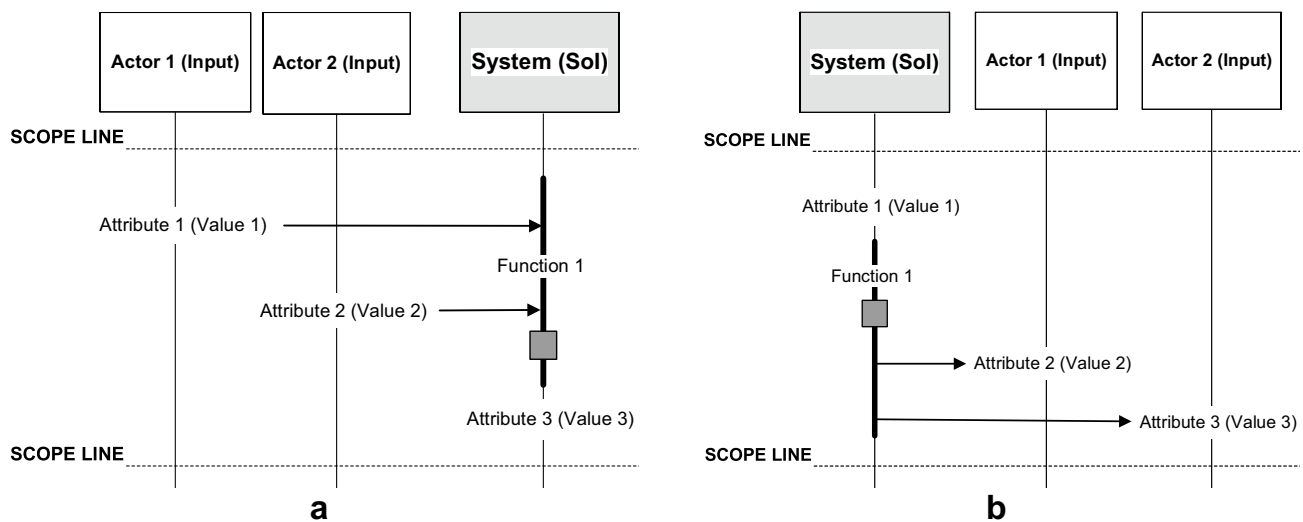 Actor 1 (Input)
Actor 2 (Input)
System (SoI)
SCOPE LINE
Attribute 1 (Value 1)
Function 1
Attribute 2 (Value 2)
Attribute 3 (Value 3)
SCOPE LINE
a
System (SoI)
Actor 1 (Input)
Actor 2 (Input)
SCOPE LINE
Attribute 1 (Value 1)
Function 1
Attribute 2 (Value 2)
Attribute 3 (Value 3)
SCOPE LINE
b